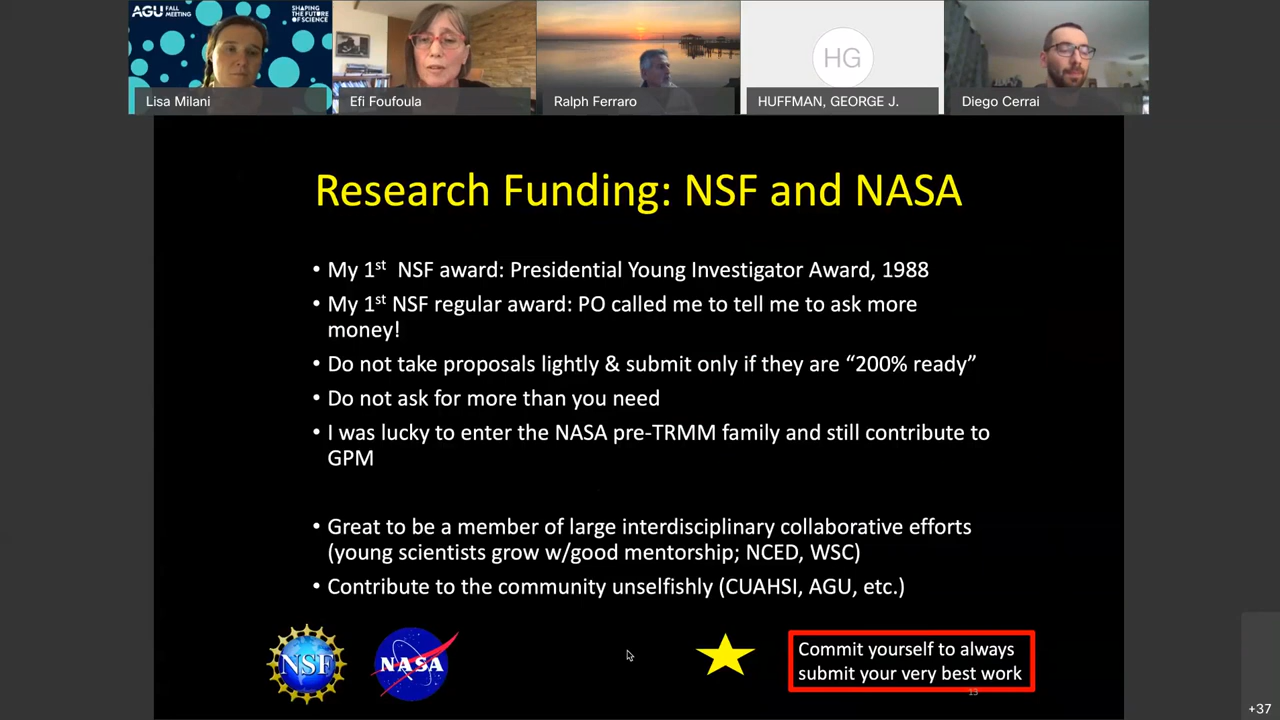 AGU FALL MEETING
SHAPING THE FUTURE OF SCIENCE
Lisa Milani
Efi Foufoula
Ralph Ferraro
HG
HUFFMAN, GEORGE J.
Diego Cerrai
Research Funding: NSF and NASA
• My 1st NSF award: Presidential Young Investigator Award, 1988
• My 1st NSF regular award: PO called me to tell me to ask more
money!
• Do not take proposals lightly & submit only if they are “200% ready”
• Do not ask for more than you need
• I was lucky to enter the NASA pre-TRMM family and still contribute to
GPM
• Great to be a member of large interdisciplinary collaborative efforts
(young scientists grow w/good mentorship; NCED, WSC)
• Contribute to the community unselfishly (CUAHSI, AGU, etc.)
NSF
NASA
Commit yourself to always
submit your very best work
13
+37